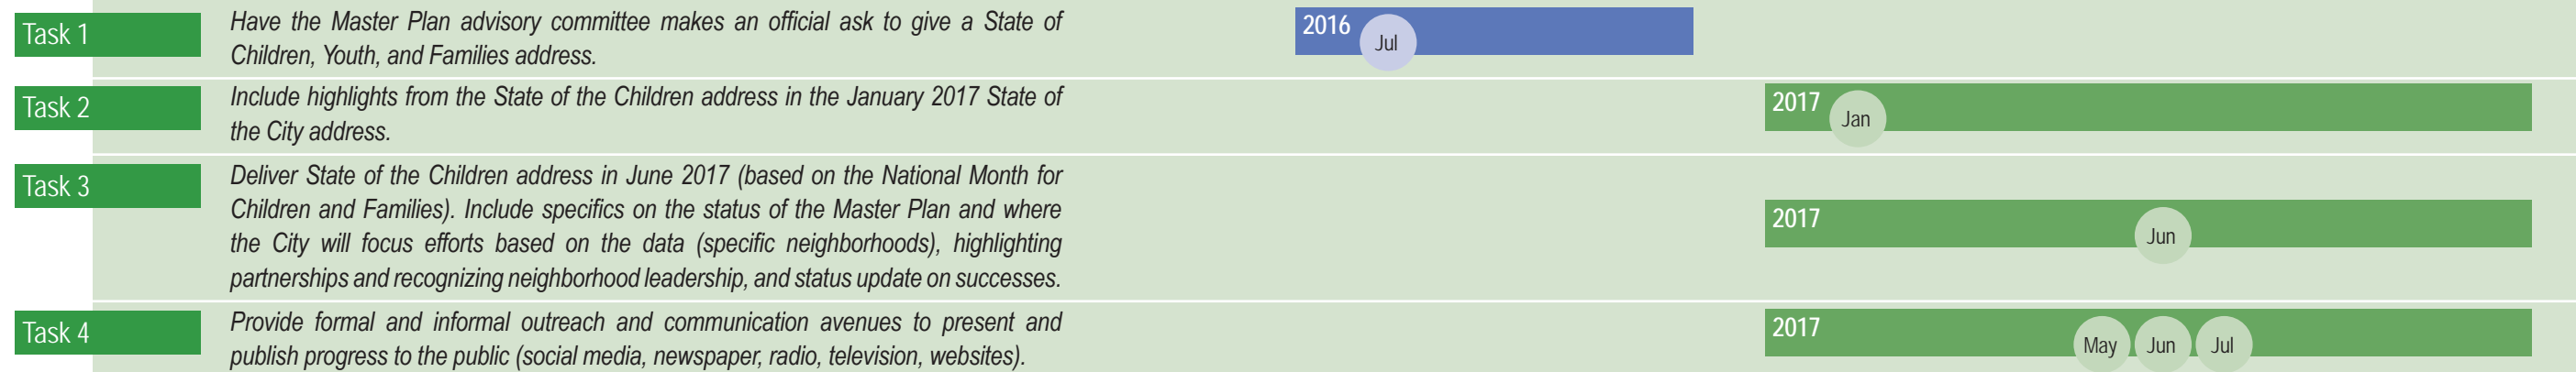 Task 1
Have the Master Plan advisory committee makes an official ask to give a State of
Children, Youth, and Families address.
2016
Jul
Task 2
Include highlights from the State of the Children address in the January 2017 State of
the City address.
2017
Jan
Task 3
Deliver State of the Children address in June 2017 (based on the National Month for
Children and Families). Include specifics on the status of the Master Plan and where
the City will focus efforts based on the data (specific neighborhoods), highlighting
partnerships and recognizing neighborhood leadership, and status update on successes.
2017
Jun
Task 4
Provide formal and informal outreach and communication avenues to present and
publish progress to the public (social media, newspaper, radio, television, websites).
2017
May Jun Jul